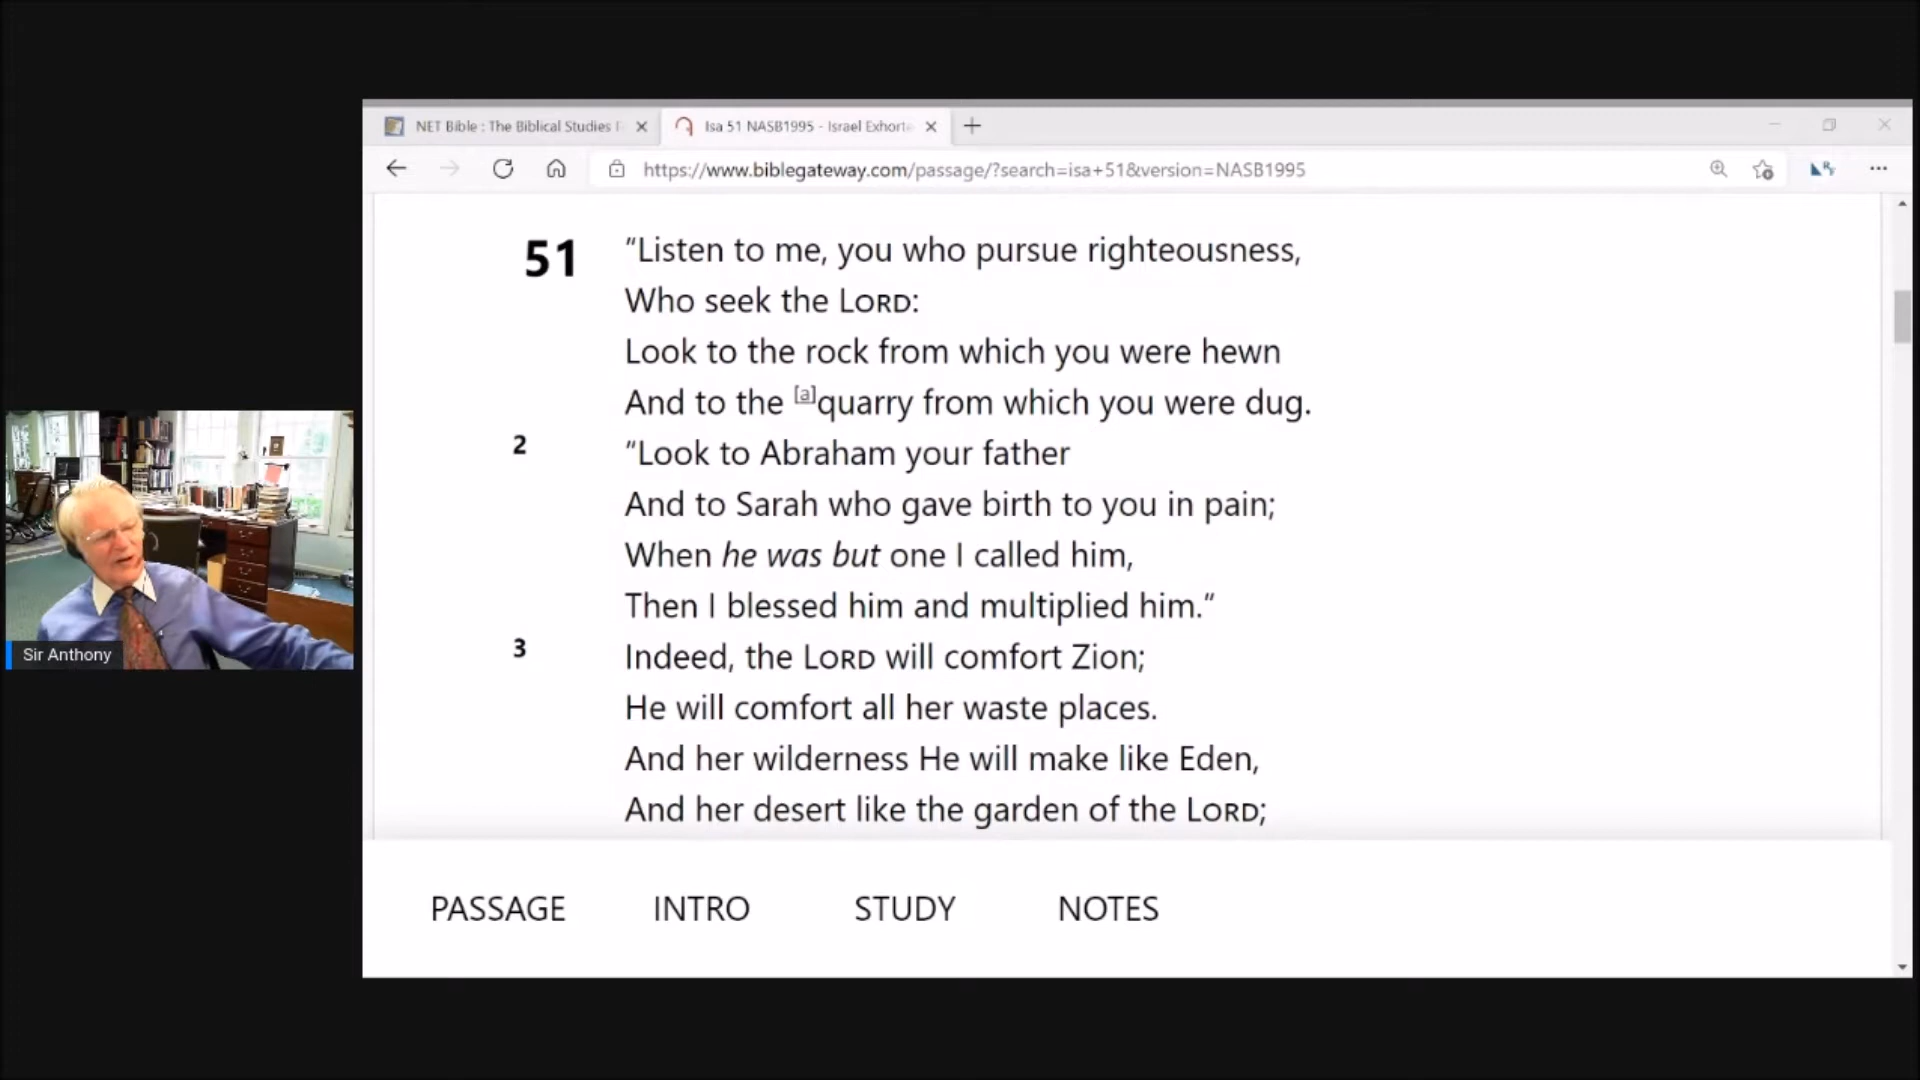 NET Bible : The Biblical Studies
Isa 51 NASB1995 - Israel Exhorte
https://www.biblegateway.com/passage/?search=isa+51&version=NASB1995
51 “Listen to me, you who pursue righteousness,
Who seek the LORD:
Look to the rock from which you were hewn
And to the [a]quarry from which you were dug.
2 “Look to Abraham your father
And to Sarah who gave birth to you in pain;
When he was but one I called him,
Then I blessed him and multiplied him.”
3 Indeed, the LORD will comfort Zion;
He will comfort all her waste places.
And her wilderness He will make like Eden,
And her desert like the garden of the LORD;
Sir Anthony
PASSAGE INTRO STUDY NOTES